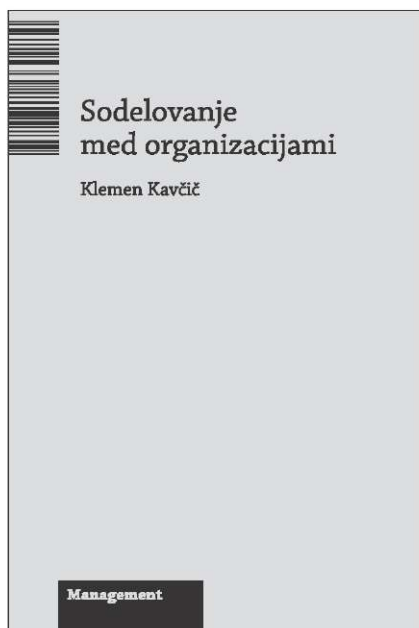 Sodelovanje
med organizacijami
Klemen Kavčič
Management